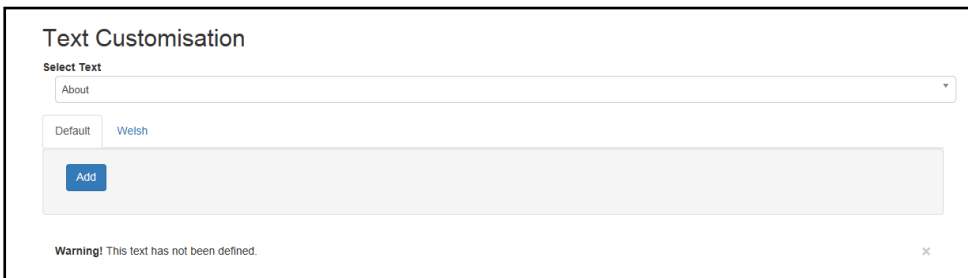 Text Customisation
Select Text
About
Default Welsh
Add
Warning! This text has not been defined.
×